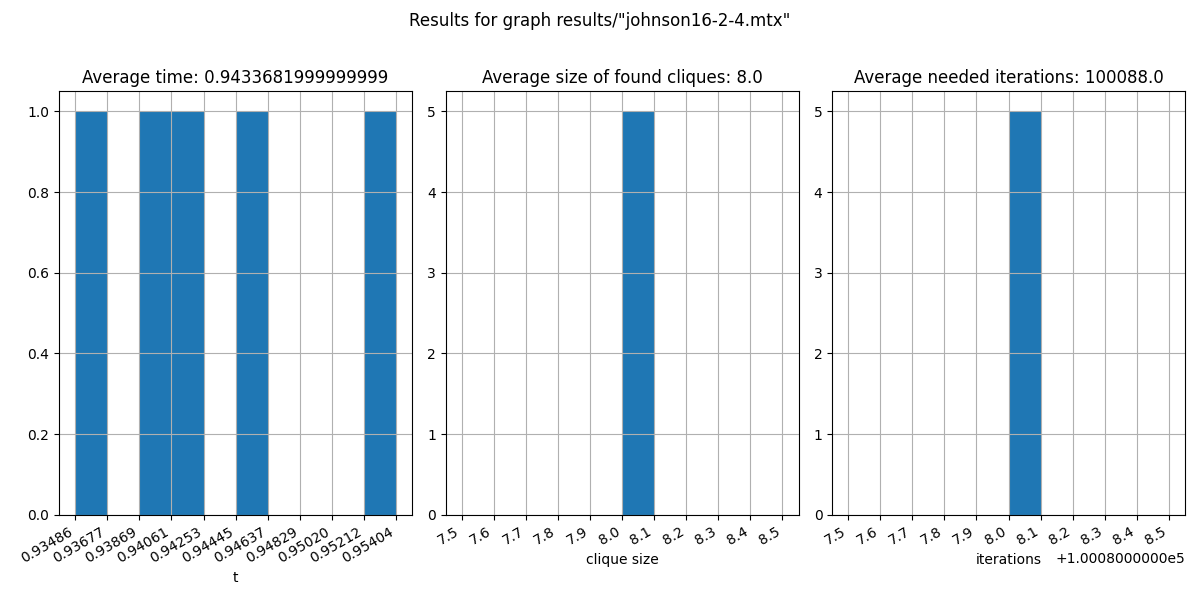 Results for graph results/"johnson16-2-4.mtx"
Average time: 0.9433681999999999
1.0
0.8
0.6
0.4
0.2
0.0
0.93486 0.93677 0.93869 0.94061 0.94253 0.94445 0.94637 0.94829 0.95020 0.95212 0.95404
t
Average size of found cliques: 8.0
5
4
3
2
1
0
7.5 7.6 7.7 7.8 7.9 8.0 8.1 8.2 8.3 8.4 8.5
clique size
Average needed iterations: 100088.0
5
4
3
2
1
0
7.5 7.6 7.7 7.8 7.9 8.0 8.1 8.2 8.3 8.4 8.5
iterations +1.0008000000e5